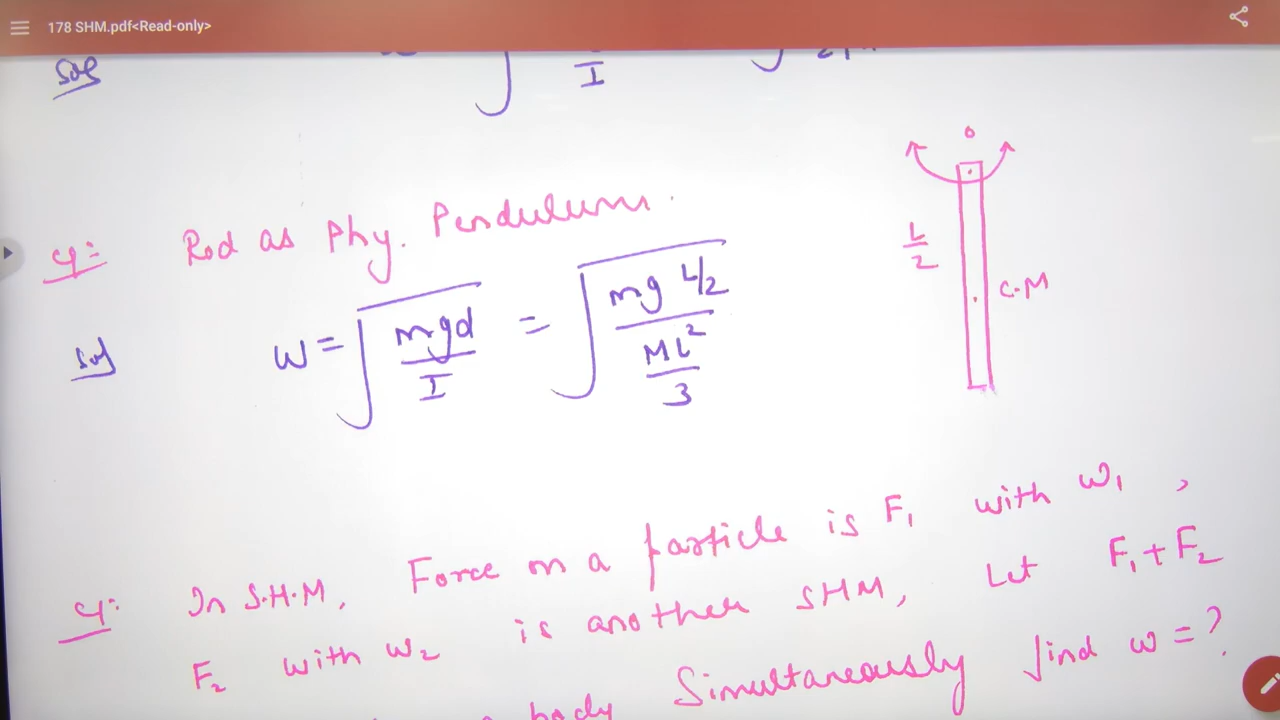 178 SHM.pdf<Read-only>
Sol
I
Q:- Rod as Phy. Pendulum.
O
L/2
C.M
Sol
W = √(mgd/I) = √(mg L/2 / ML²/3)
Q:- In S.H.M, Force on a particle is F₁ with ω₁ ,
F₂ with ω₂ is another SHM, Let F₁+F₂
body Simultaneously find ω = ?